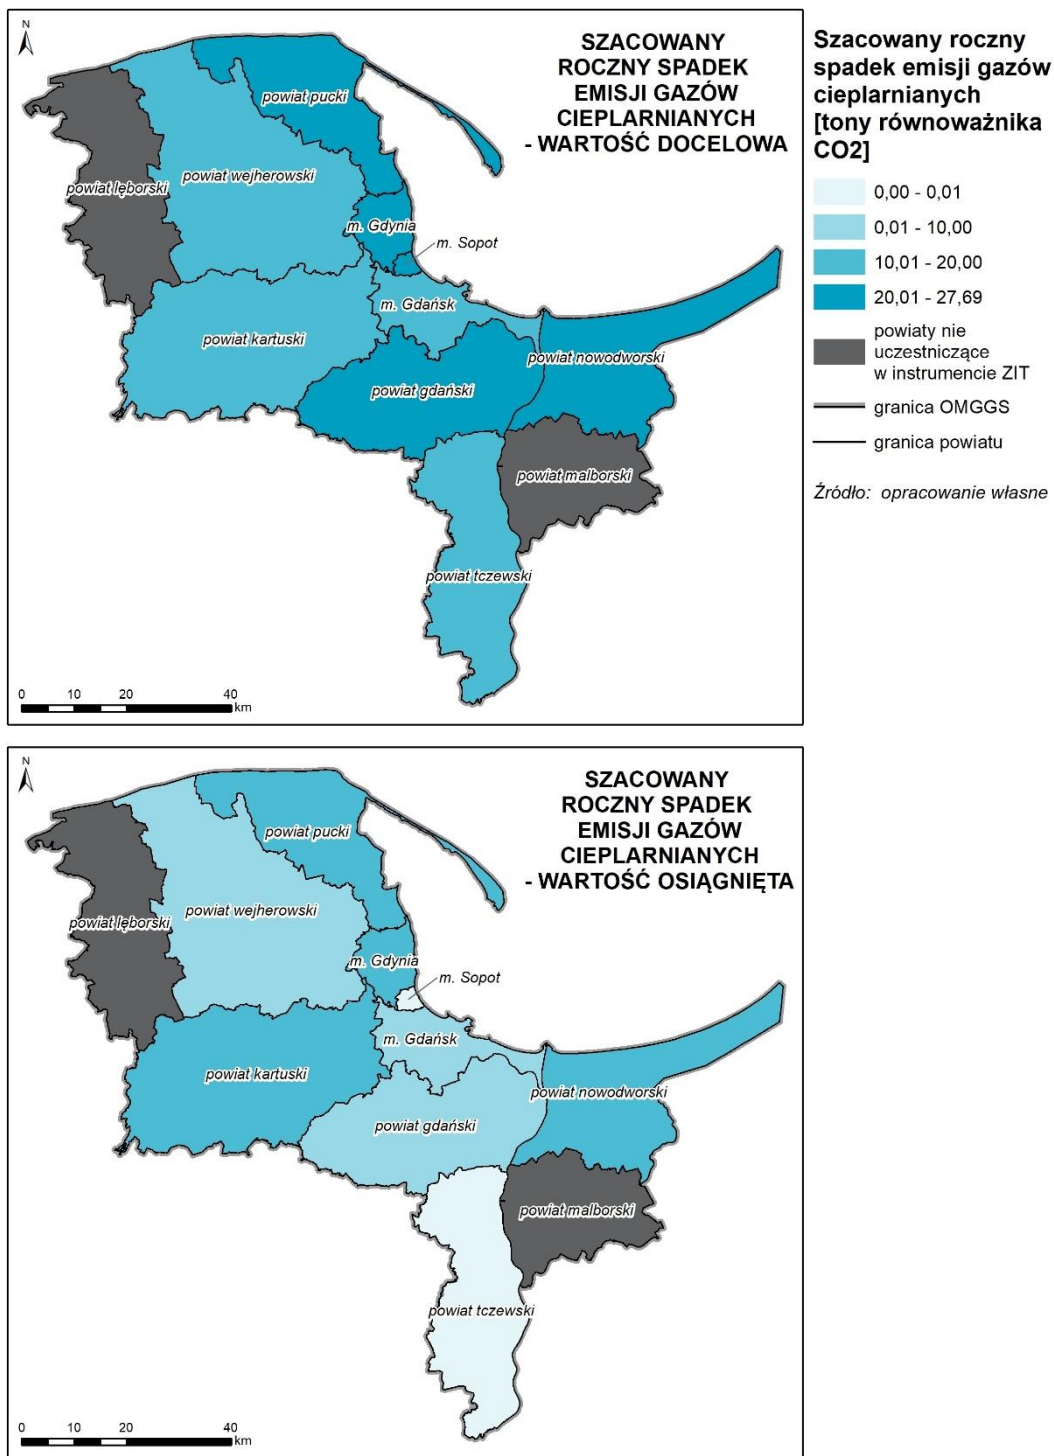 N
SZACOWANY
ROCZNY SPADEK
EMISJI GAZÓW
CIEPLARNIANYCH
- WARTOŚĆ DOCELOWA
powiat pucki
powiat lęborski
powiat wejherowski
m. Gdynia
m. Sopot
m. Gdańsk
powiat kartuski
powiat nowodworski
powiat gdański
powiat malborski
powiat tczewski
0 10 20 40
km
Szacowany roczny
spadek emisji gazów
cieplarnianych
[tony równoważnika
CO2]
0,00 - 0,01
0,01 - 10,00
10,01 - 20,00
20,01 - 27,69
powiaty nie
uczestniczące
w instrumencie ZIT
granica OMGGS
granica powiatu
Źródło: opracowanie własne
N
SZACOWANY
ROCZNY SPADEK
EMISJI GAZÓW
CIEPLARNIANYCH
- WARTOŚĆ OSIĄGNIĘTA
powiat pucki
powiat wejherowski
powiat lęborski
m. Gdynia
m. Sopot
m. Gdańsk
powiat kartuski
powiat nowodworski
powiat gdański
powiat malborski
powiat tczewski
0 10 20 40
km